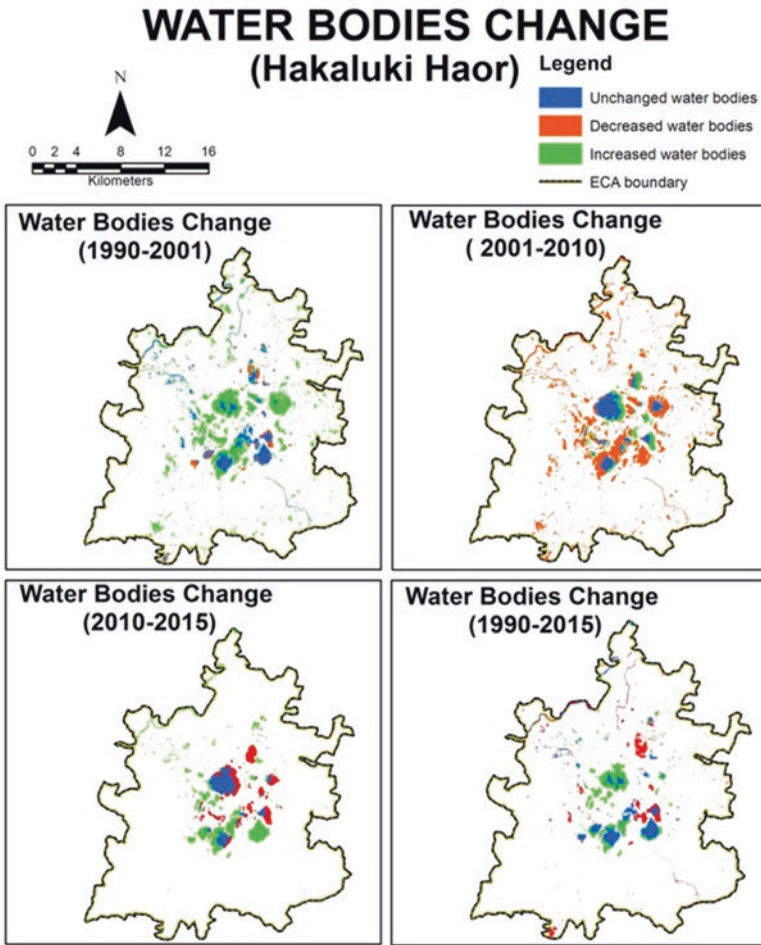 WATER BODIES CHANGE
(Hakaluki Haor)
N
0 2 4 8 12 16
Kilometers
Legend
Unchanged water bodies
Decreased water bodies
Increased water bodies
ECA boundary
Water Bodies Change
(1990-2001)
Water Bodies Change
( 2001-2010)
Water Bodies Change
(2010-2015)
Water Bodies Change
(1990-2015)